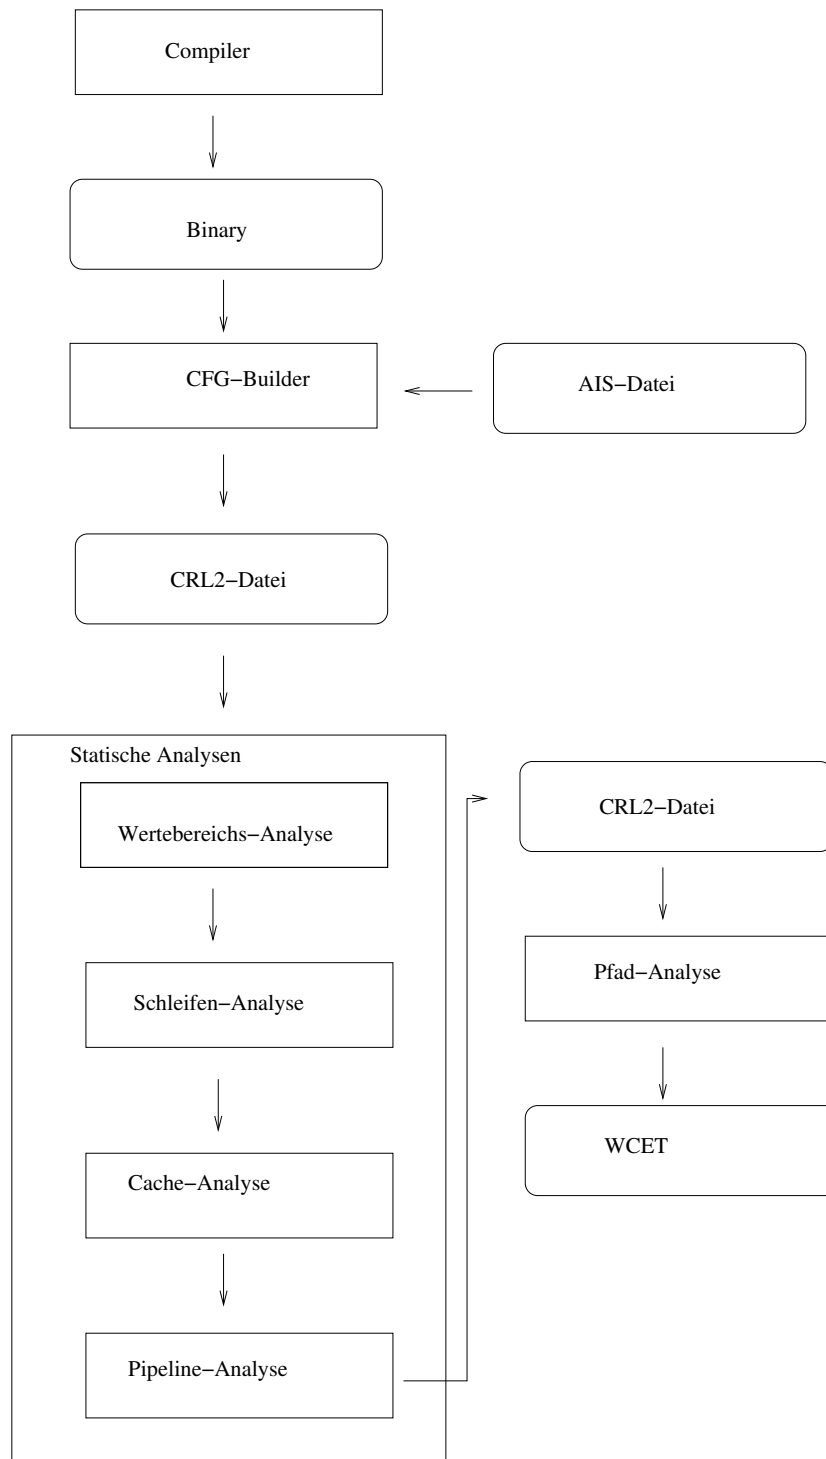 Compiler
Binary
CFG−Builder
AIS−Datei
CRL2−Datei
Statische Analysen
Wertebereichs−Analyse
Schleifen−Analyse
Cache−Analyse
Pipeline−Analyse
CRL2−Datei
Pfad−Analyse
WCET